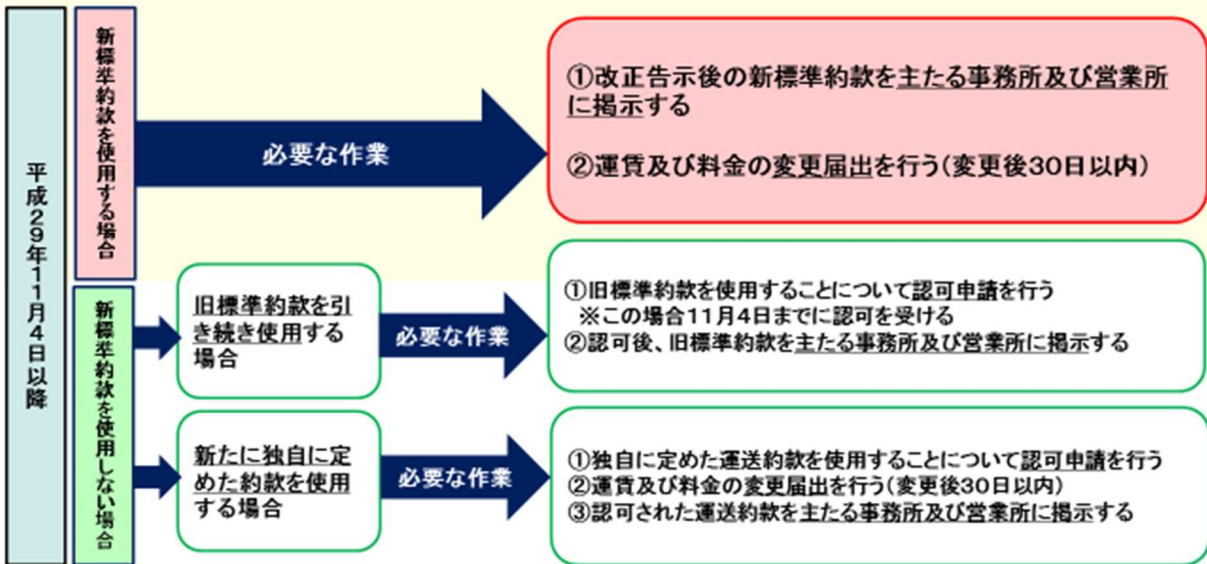 平成29年11月4日以降
新標準約款を使用する場合
必要な作業
①改正告示後の新標準約款を主たる事務所及び営業所
に掲示する
②運賃及び料金の変更届出を行う(変更後30日以内)
新標準約款を使用しない場合
旧標準約款を引
き続き使用する
場合
必要な作業
①旧標準約款を使用することについて認可申請を行う
※この場合11月4日までに認可を受ける
②認可後、旧標準約款を主たる事務所及び営業所に掲示する
新たに独自に定
めた約款を使用
する場合
必要な作業
①独自に定めた運送約款を使用することについて認可申請を行う
②運賃及び料金の変更届出を行う(変更後30日以内)
③認可された運送約款を主たる事務所及び営業所に掲示する